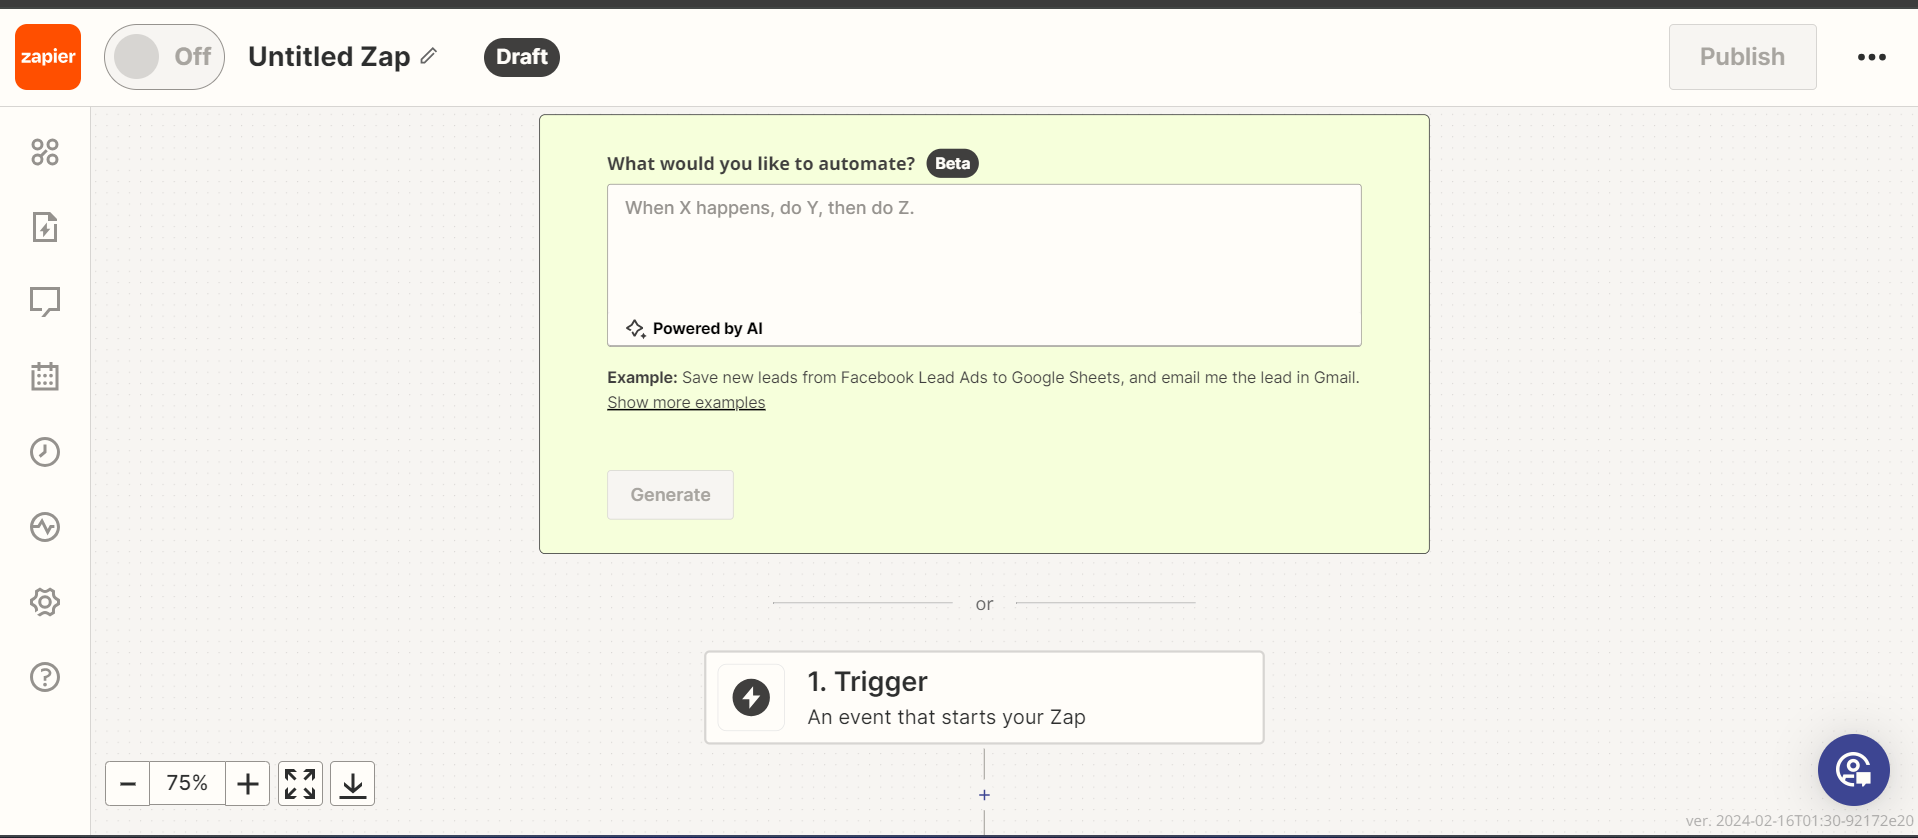 zapier
Off
Untitled Zap
Draft
Publish
What would you like to automate?
Beta
When X happens, do Y, then do Z.
Powered by AI
Example: Save new leads from Facebook Lead Ads to Google Sheets, and email me the lead in Gmail.
Show more examples
Generate
or
1. Trigger
An event that starts your Zap
75%
ver. 2024-02-16T01:30-92172e20